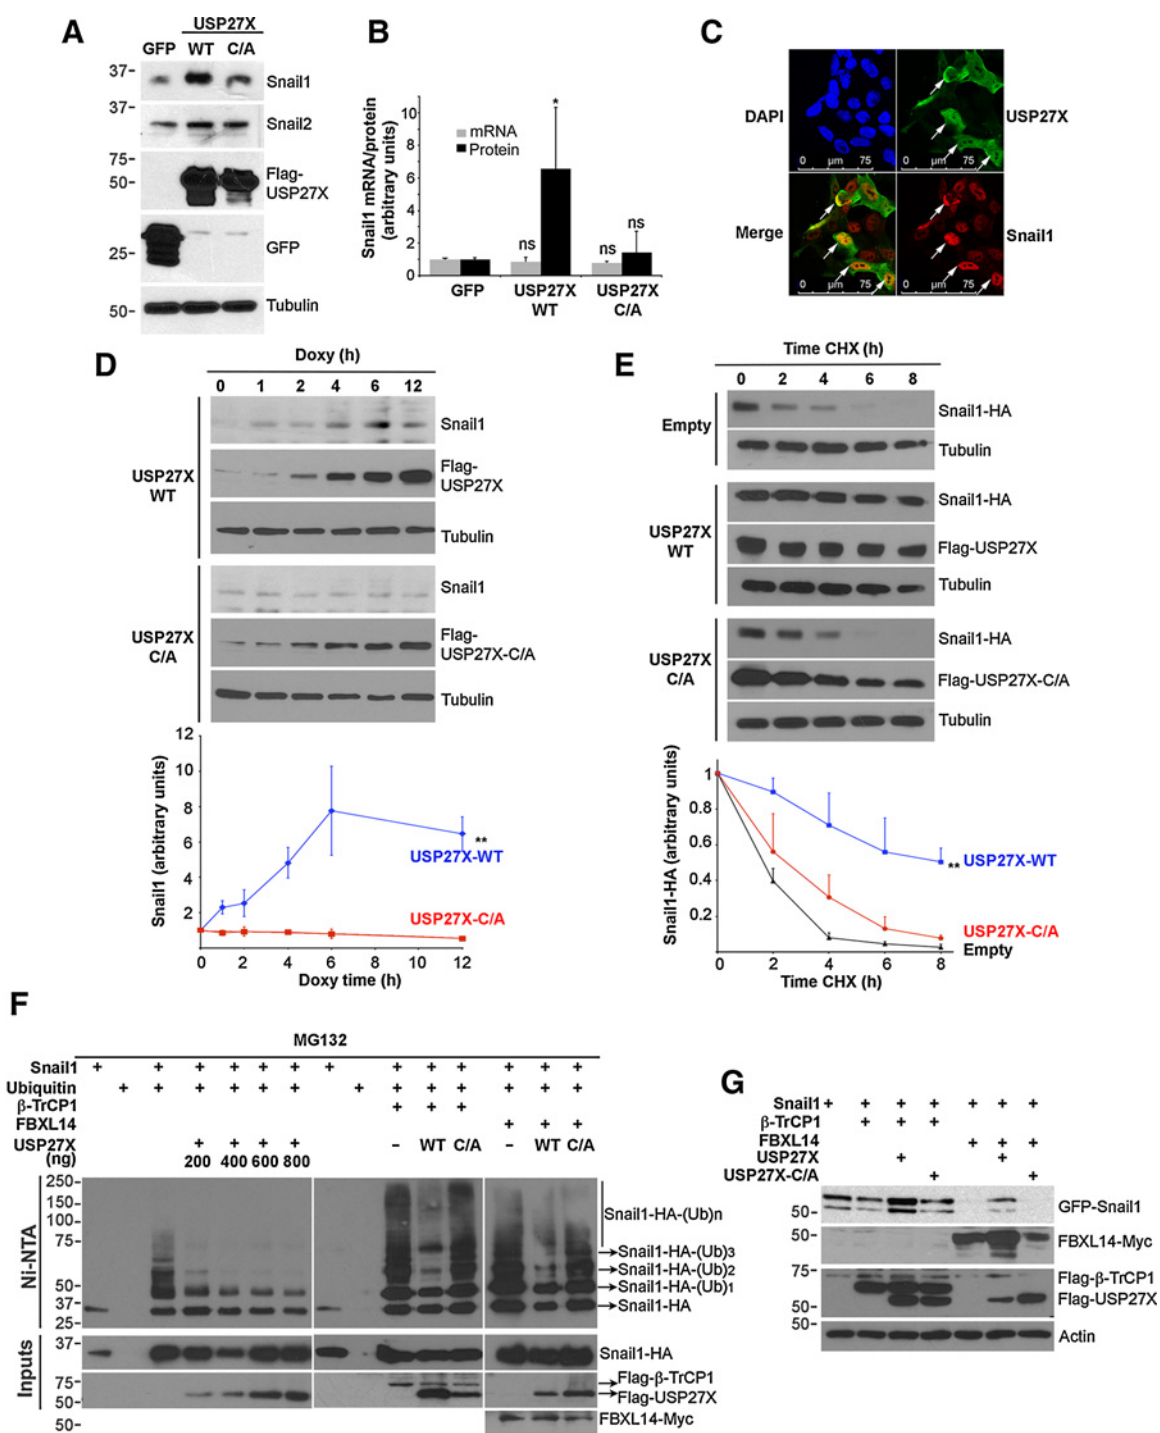 A
USP27X
GFP WT C/A
37-
Snail1
37-
Snail2
75-
50-
Flag-
USP27X
25-
GFP
50-
Tubulin
B
Snail1 mRNA/protein
(arbitrary units)
10
8
6
4
2
0
mRNA
Protein
*
ns
ns
ns
GFP
USP27X
WT
USP27X
C/A
C
DAPI
USP27X
0 µm 75
0 µm 75
Merge
Snail1
0 µm 75
0 µm 75
D
Doxy (h)
0 1 2 4 6 12
USP27X
WT
Snail1
Flag-
USP27X
Tubulin
USP27X
C/A
Snail1
Flag-
USP27X-C/A
Tubulin
Snail1 (arbitrary units)
12
10
8
6
4
2
**
USP27X-WT
USP27X-C/A
0 2 4 6 8 10 12
Doxy time (h)
E
Time CHX (h)
0 2 4 6 8
Empty
Snail1-HA
Tubulin
USP27X
WT
Snail1-HA
Flag-USP27X
Tubulin
USP27X
C/A
Snail1-HA
Flag-USP27X-C/A
Tubulin
Snail1-HA (arbitrary units)
1
0.8
0.6
0.4
0.2
USP27X-WT
**
USP27X-C/A
Empty
0 2 4 6 8
Time CHX (h)
F
MG132
Snail1 + + + + + + + + + + + + +
Ubiquitin + + + + + + + + + + + + +
β-TrCP1 + + +
FBXL14 + + +
USP27X + + + + – WT C/A – WT C/A
(ng) 200 400 600 800
Ni-NTA
250-
150-
100-
75-
50-
37-
25-
Snail1-HA-(Ub)n
Snail1-HA-(Ub)3
Snail1-HA-(Ub)2
Snail1-HA-(Ub)1
Snail1-HA
Inputs
37-
Snail1-HA
75-
50-
Flag-β-TrCP1
Flag-USP27X
50-
FBXL14-Myc
G
Snail1 + + + + + + +
β-TrCP1 + + +
FBXL14 + + +
USP27X + +
USP27X-C/A + +
50-
GFP-Snail1
75-
50-
FBXL14-Myc
75-
50-
Flag-β-TrCP1
Flag-USP27X
50-
Actin